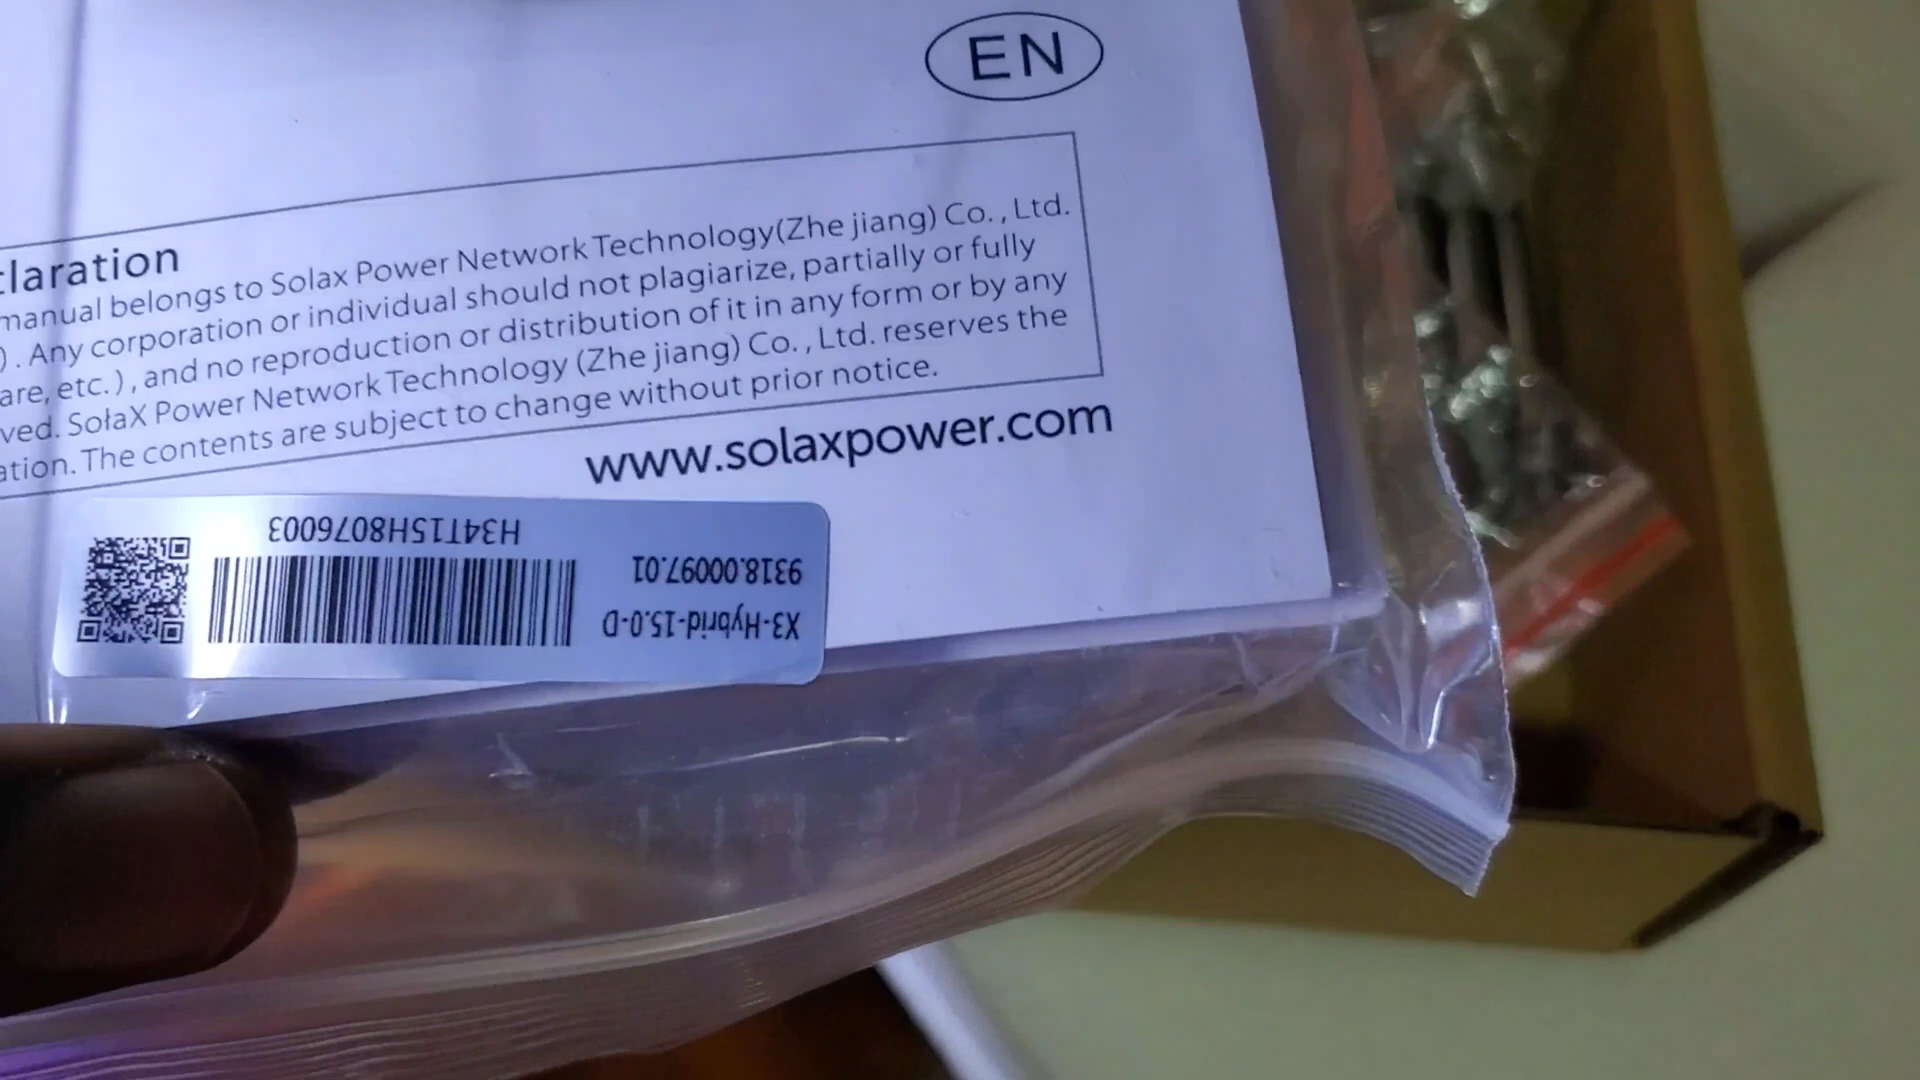 EN
claration
manual belongs to Solax Power Network Technology(Zhe jiang) Co. , Ltd.
). Any corporation or individual should not plagiarize, partially or fully
are, etc. ) , and no reproduction or distribution of it in any form or by any
ved. SolaX Power Network Technology (Zhe jiang) Co. , Ltd. reserves the
ation. The contents are subject to change without prior notice.
www.solaxpower.com
X3-Hybrid-15.0-D
9318.00097.01
H34T15H8076003